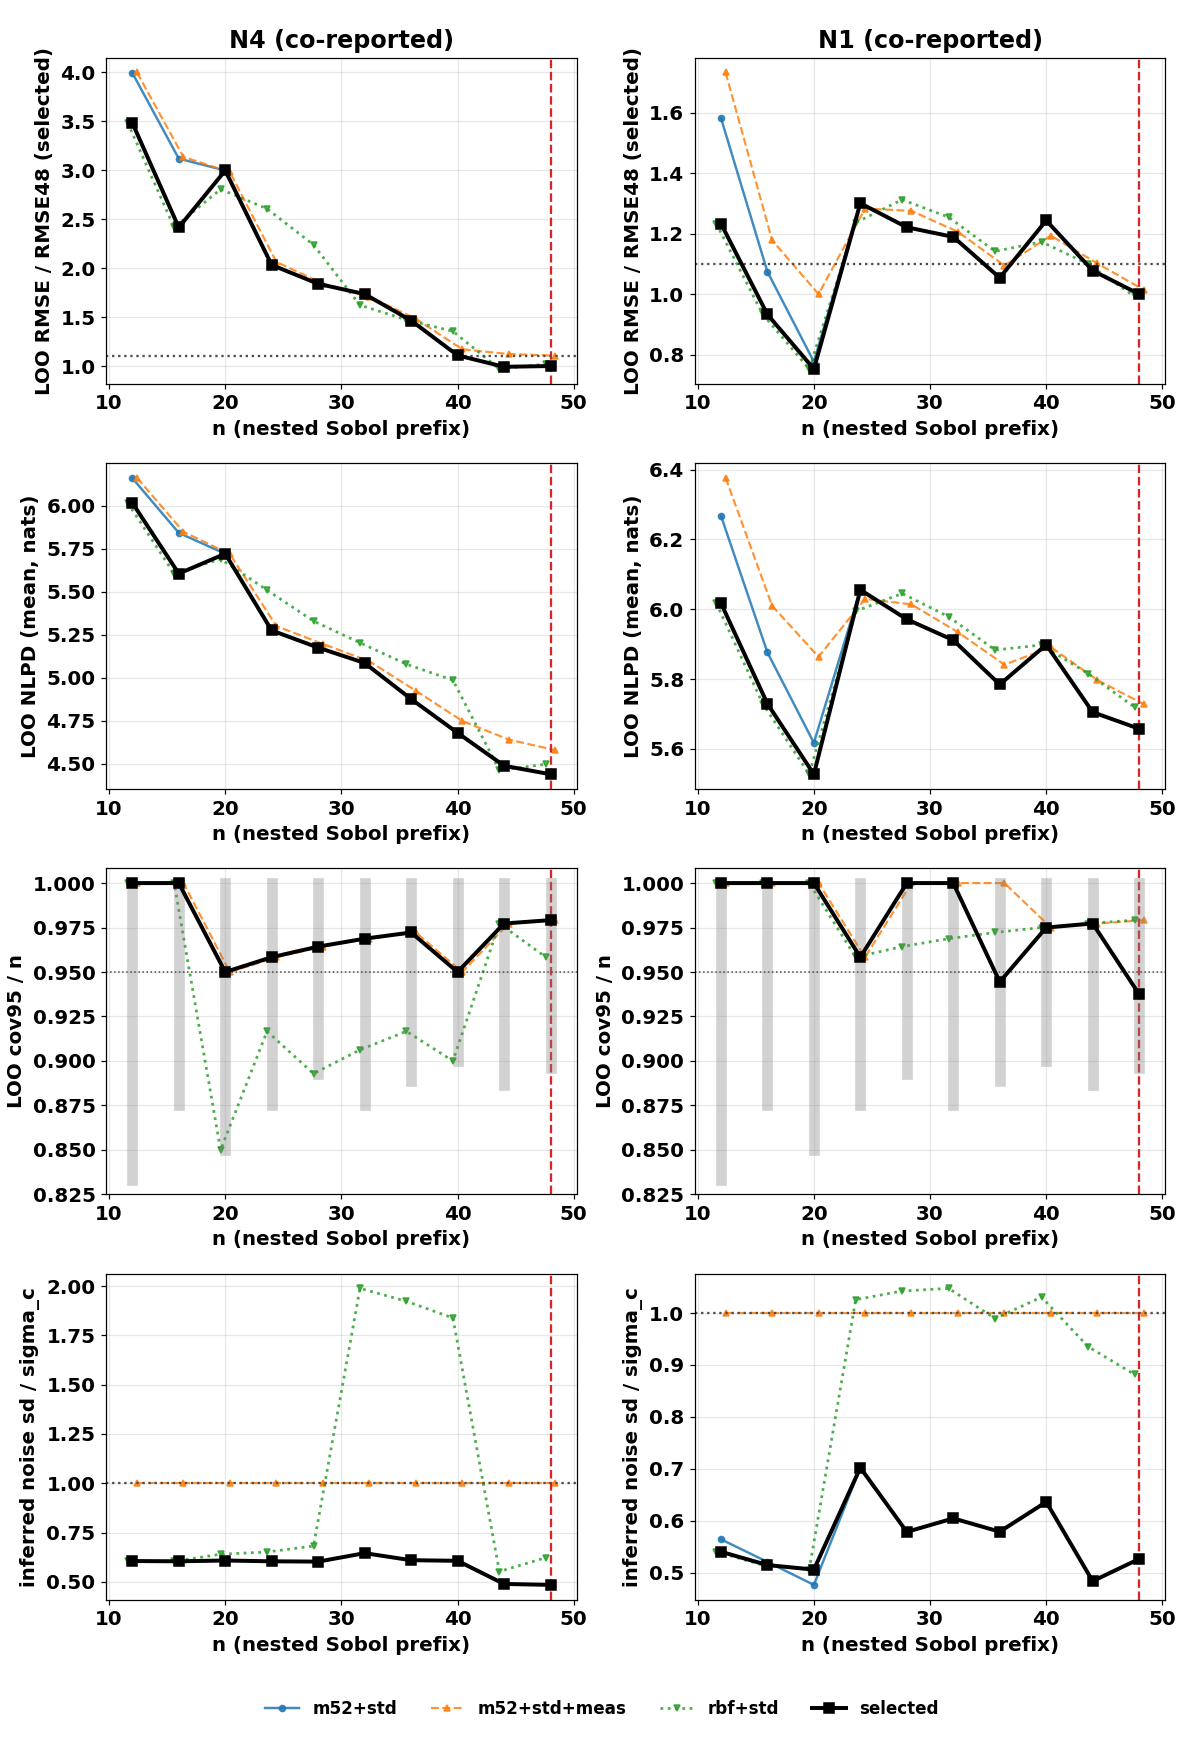 N4 (co-reported)
N1 (co-reported)
LOO RMSE / RMSE48 (selected)
4.0
3.5
3.0
2.5
2.0
1.5
1.0
10 20 30 40 50
n (nested Sobol prefix)
LOO RMSE / RMSE48 (selected)
1.6
1.4
1.2
1.0
0.8
10 20 30 40 50
n (nested Sobol prefix)
LOO NLPD (mean, nats)
6.00
5.75
5.50
5.25
5.00
4.75
4.50
10 20 30 40 50
n (nested Sobol prefix)
LOO NLPD (mean, nats)
6.4
6.2
6.0
5.8
5.6
10 20 30 40 50
n (nested Sobol prefix)
LOO cov95 / n
1.000
0.975
0.950
0.925
0.900
0.875
0.850
0.825
10 20 30 40 50
n (nested Sobol prefix)
LOO cov95 / n
1.000
0.975
0.950
0.925
0.900
0.875
0.850
0.825
10 20 30 40 50
n (nested Sobol prefix)
inferred noise sd / sigma_c
2.00
1.75
1.50
1.25
1.00
0.75
0.50
10 20 30 40 50
n (nested Sobol prefix)
inferred noise sd / sigma_c
1.0
0.9
0.8
0.7
0.6
0.5
10 20 30 40 50
n (nested Sobol prefix)
m52+std m52+std+meas rbf+std selected